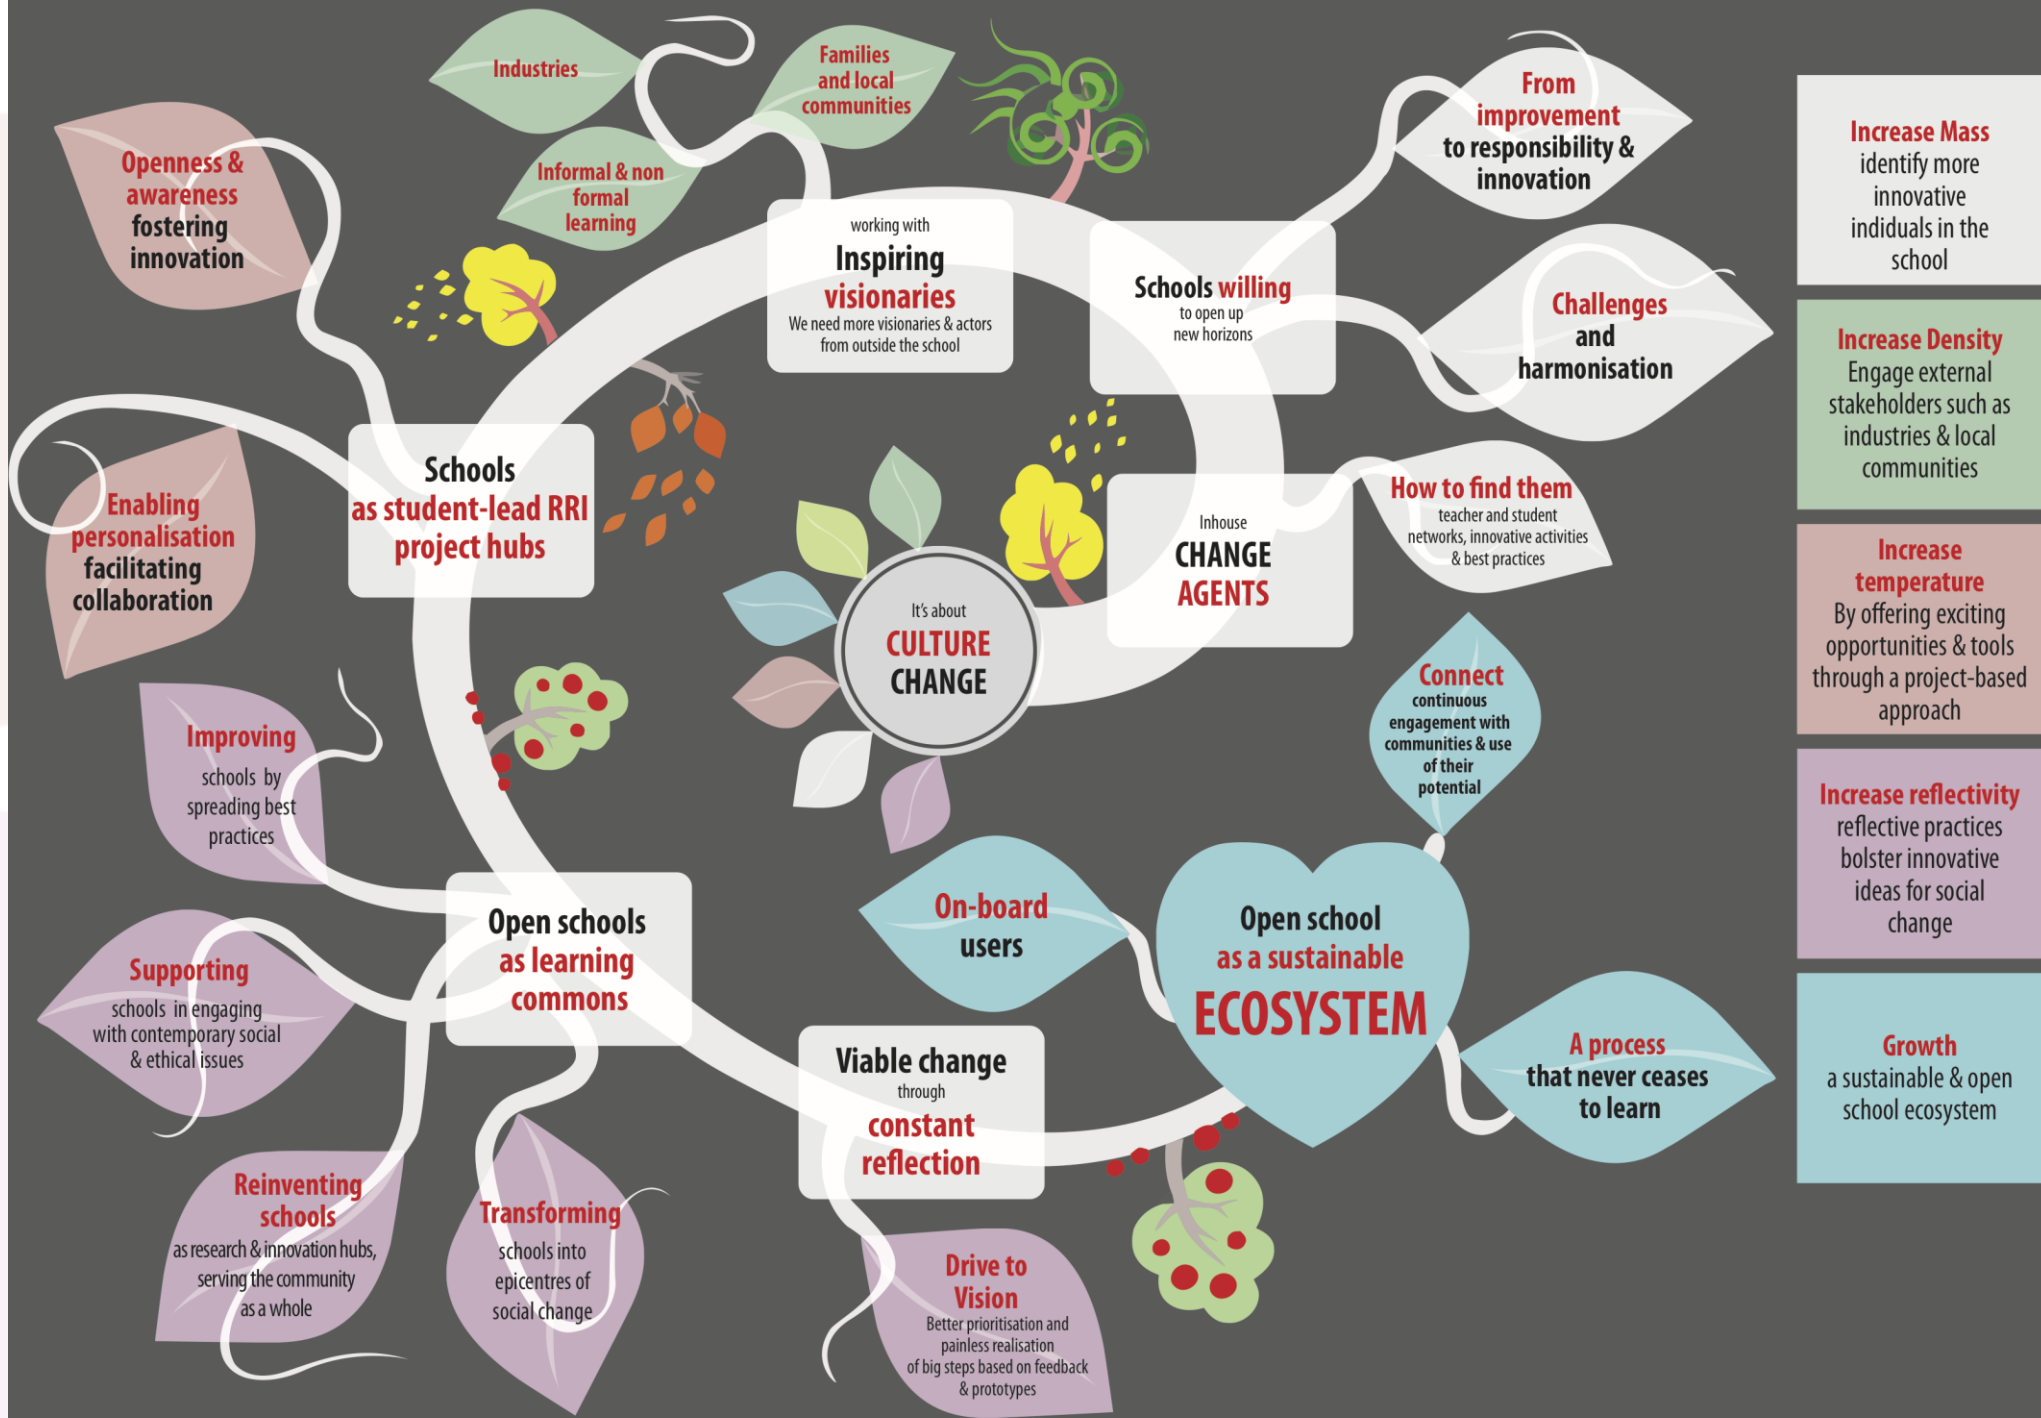 Industries
Families
and local
communities
Informal & non
formal
learning
Openness &
awareness
fostering
innovation
Enabling
personalisation
facilitating
collaboration
Schools
as student-lead RRI
project hubs
working with
Inspiring
visionaries
We need more visionaries & actors
from outside the school
Schools willing
to open up
new horizons
From
improvement
to responsibility &
innovation
Challenges
and
harmonisation
How to find them
teacher and student
networks, innovative activities
& best practices
Inhouse
CHANGE
AGENTS
It's about
CULTURE
CHANGE
Improving
schools by
spreading best
practices
Supporting
schools in engaging
with contemporary social
& ethical issues
Reinventing
schools
as research & innovation hubs,
serving the community
as a whole
Transforming
schools into
epicentres of
social change
Open schools
as learning
commons
Viable change
through
constant
reflection
Drive to
Vision
Better prioritisation and
painless realisation
of big steps based on feedback
& prototypes
On-board
users
Open school
as a sustainable
ECOSYSTEM
Connect
continuous
engagement with
communities & use
of their
potential
A process
that never ceases
to learn
Increase Mass
identify more
innovative
indiduals in the
school
Increase Density
Engage external
stakeholders such as
industries & local
communities
Increase
temperature
By offering exciting
opportunities & tools
through a project-based
approach
Increase reflectivity
reflective practices
bolster innovative
ideas for social
change
Growth
a sustainable & open
school ecosystem